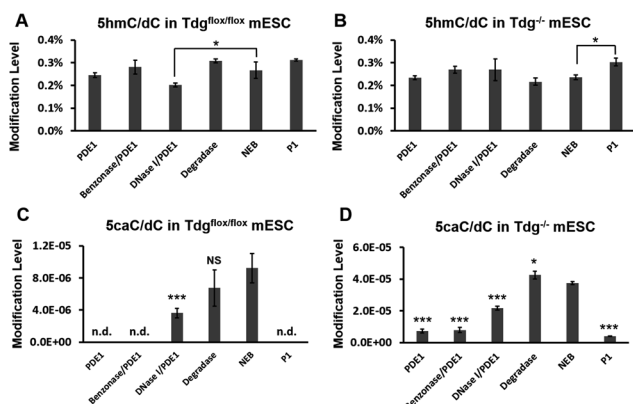 A
5hmC/dC in Tdgflox/flox mESC
Modification Level
0.4%
0.3%
0.2%
0.1%
0.0%
*
PDE1
Benzonase/PDE1
DNase I/PDE1
Degradase
NEB
P1
B
5hmC/dC in Tdg-/- mESC
Modification Level
0.4%
0.3%
0.2%
0.1%
0.0%
*
PDE1
Benzonase/PDE1
DNase I/PDE1
Degradase
NEB
P1
C
5caC/dC in Tdgflox/flox mESC
Modification Level
1.2E-05
8.0E-06
4.0E-06
0.0E+00
n.d.
n.d.
***
NS
n.d.
PDE1
Benzonase/PDE1
DNase I/PDE1
Degradase
NEB
P1
D
5caC/dC in Tdg-/- mESC
Modification Level
6.0E-05
4.0E-05
2.0E-05
0.0E+00
***
***
***
*
***
PDE1
Benzonase/PDE1
DNase I/PDE1
Degradase
NEB
P1